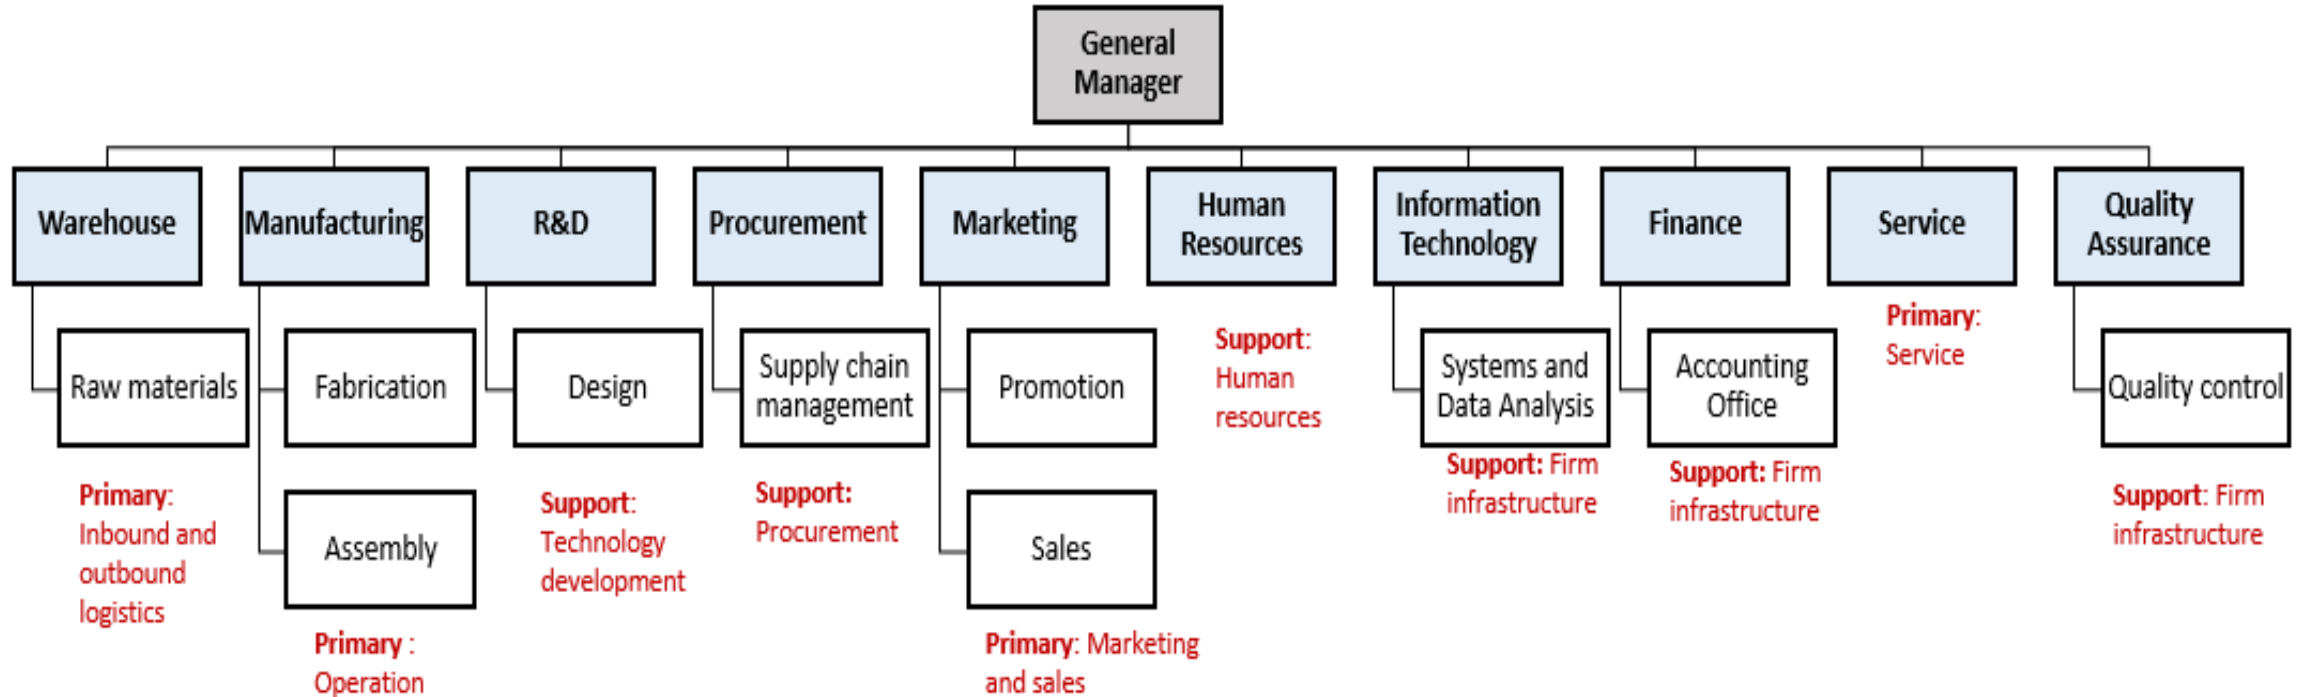 General
Manager
Warehouse
Manufacturing
R&D
Procurement
Marketing
Human
Resources
Information
Technology
Finance
Service
Quality
Assurance
Raw materials
Fabrication
Design
Supply chain
management
Promotion
Support:
Human
resources
Systems and
Data Analysis
Accounting
Office
Primary:
Service
Quality control
Primary:
Inbound and
outbound
logistics
Assembly
Support:
Technology
development
Support:
Procurement
Sales
Support: Firm
infrastructure
Support: Firm
infrastructure
Support: Firm
infrastructure
Primary :
Operation
Primary: Marketing
and sales